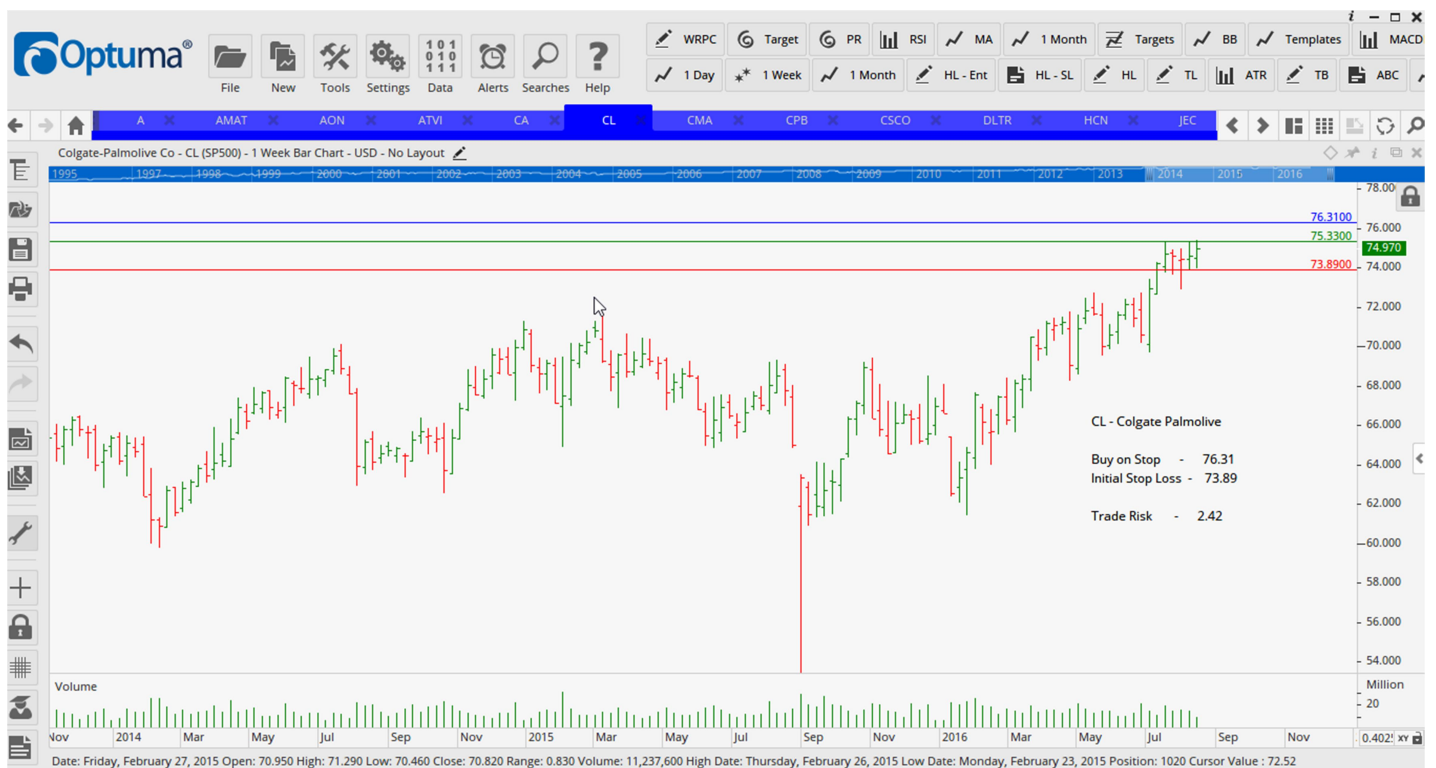 Optuma®
File New Tools Settings Data Alerts Searches Help
WRPC Target PR RSI MA 1 Month Targets BB Templates MACD
1 Day 1 Week 1 Month HL - Ent HL - SL HL TL ATR TB ABC
A AMAT AON ATVI CA CL CMA CPB CSCO DLTR HCN JEC
Colgate-Palmolive Co - CL (SP500) - 1 Week Bar Chart - USD - No Layout
1995 1997 1998 1999 2000 2001 2002 2003 2004 2005 2006 2007 2008 2009 2010 2011 2012 2013 2014 2015 2016
78.00
76.3100
76.000
75.3300
74.970
73.8900
74.000
72.000
70.000
68.000
66.000
64.000
62.000
60.000
58.000
56.000
54.000
CL - Colgate Palmolive
Buy on Stop - 76.31
Initial Stop Loss - 73.89
Trade Risk - 2.42
Volume
Million
20
Nov 2014 Mar May Jul Sep Nov 2015 Mar May Jul Sep Nov 2016 Mar May Jul Sep Nov
0.402 XY
Date: Friday, February 27, 2015 Open: 70.950 High: 71.290 Low: 70.460 Close: 70.820 Range: 0.830 Volume: 11,237,600 High Date: Thursday, February 26, 2015 Low Date: Monday, February 23, 2015 Position: 1020 Cursor Value : 72.52